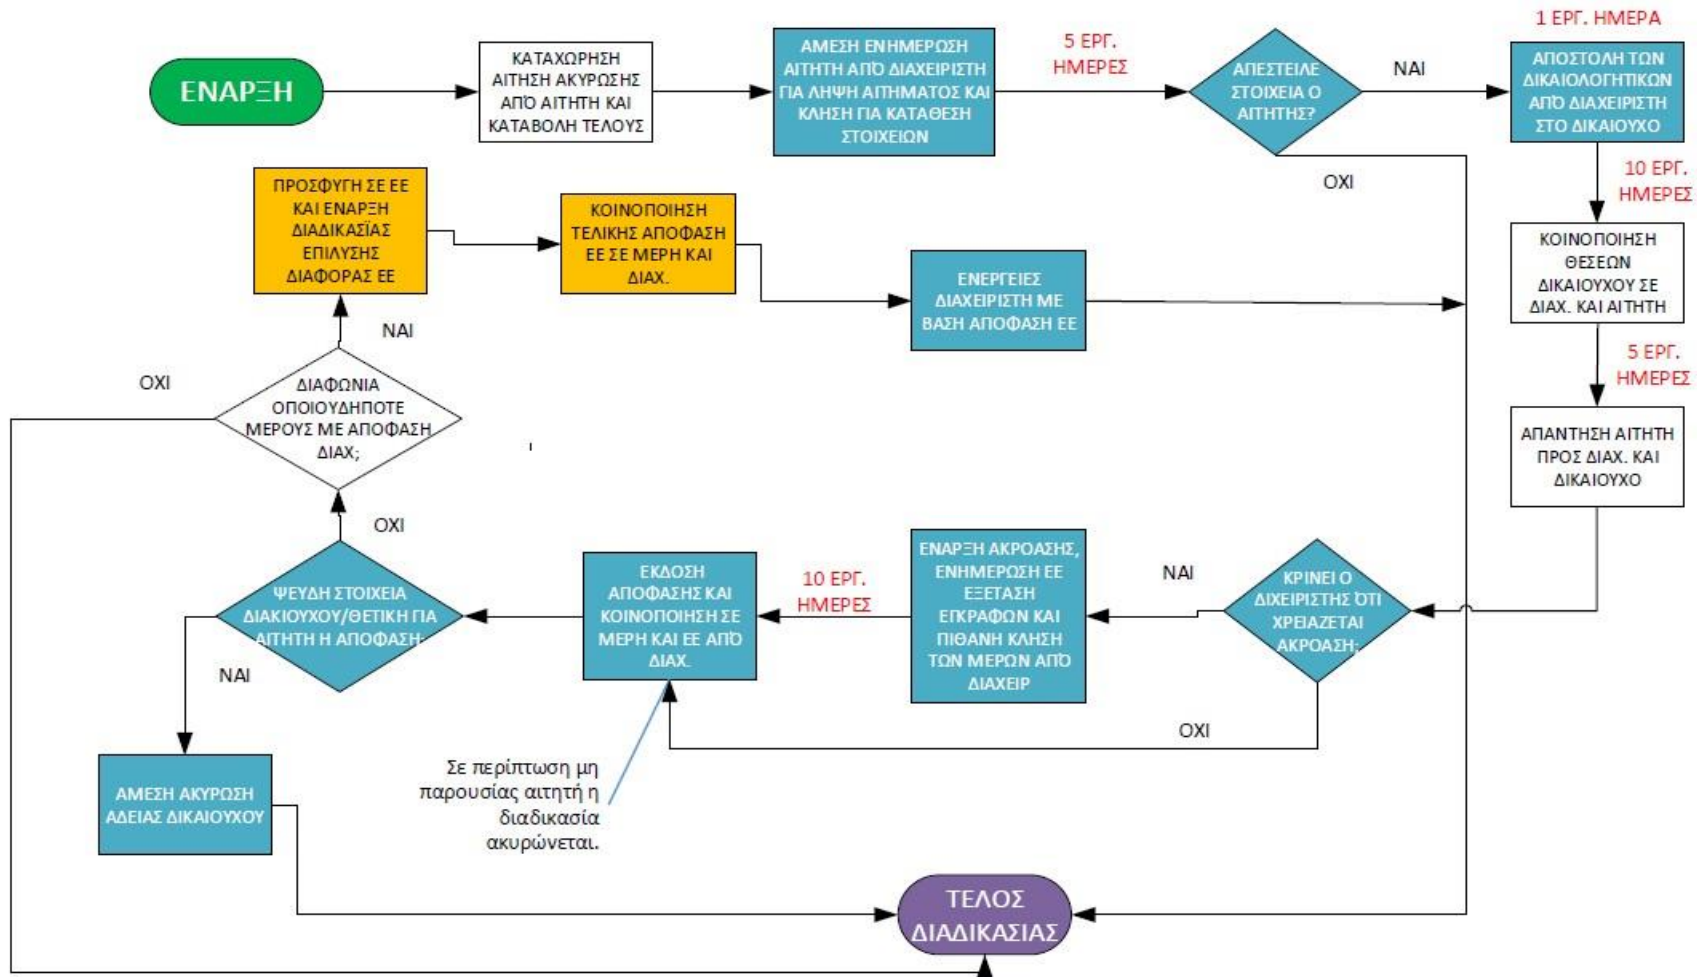 ΕΝΑΡΞΗ
ΚΑΤΑΧΩΡΗΣΗ
ΑΙΤΗΣΗ ΑΚΥΡΩΣΗΣ
ΑΠΌ ΑΙΤΗΤΗ ΚΑΙ
ΚΑΤΑΒΟΛΗ ΤΕΛΟΥΣ
ΑΜΕΣΗ ΕΝΗΜΕΡΩΣΗ
ΑΙΤΗΤΗ ΑΠΌ ΔΙΑΧΕΙΡΙΣΤΗ
ΓΙΑ ΛΗΨΗ ΑΙΤΗΜΑΤΟΣ ΚΑΙ
ΚΛΗΣΗ ΓΙΑ ΚΑΤΑΘΕΣΗ
ΣΤΟΙΧΕΙΩΝ
5 ΕΡΓ.
ΗΜΕΡΕΣ
ΑΠΕΣΤΕΙΛΕ
ΣΤΟΙΧΕΙΑ Ο
ΑΙΤΗΤΗΣ?
ΝΑΙ
ΟΧΙ
1 ΕΡΓ. ΗΜΕΡΑ
ΑΠΟΣΤΟΛΗ ΤΩΝ
ΔΙΚΑΙΟΛΟΓΗΤΙΚΩΝ
ΑΠΌ ΔΙΑΧΕΙΡΙΣΤΗ
ΣΤΟ ΔΙΚΑΙΟΥΧΟ
10 ΕΡΓ.
ΗΜΕΡΕΣ
ΚΟΙΝΟΠΟΙΗΣΗ
ΘΕΣΕΩΝ
ΔΙΚΑΙΟΥΧΟΥ ΣΕ
ΔΙΑΧ. ΚΑΙ ΑΙΤΗΤΗ
5 ΕΡΓ.
ΗΜΕΡΕΣ
ΑΠΑΝΤΗΣΗ ΑΙΤΗΤΗ
ΠΡΟΣ ΔΙΑΧ. ΚΑΙ
ΔΙΚΑΙΟΥΧΟ
ΠΡΟΣΦΥΓΗ ΣΕ ΕΕ
ΚΑΙ ΕΝΑΡΞΗ
ΔΙΑΔΙΚΑΣΪΑΣ
ΕΠΙΛΥΣΗΣ
ΔΙΑΦΟΡΑΣ ΕΕ
ΚΟΙΝΟΠΟΙΗΣΗ
ΤΕΛΙΚΗΣ ΑΠΟΦΑΣΗ
ΕΕ ΣΕ ΜΕΡΗ ΚΑΙ
ΔΙΑΧ.
ΕΝΕΡΓΕΙΕΣ
ΔΙΑΧΕΙΡΙΣΤΗ ΜΕ
ΒΑΣΗ ΑΠΟΦΑΣΗ ΕΕ
ΝΑΙ
ΟΧΙ
ΔΙΑΦΩΝΙΑ
ΟΠΟΙΟΥΔΗΠΟΤΕ
ΜΕΡΟΥΣ ΜΕ ΑΠΟΦΑΣΗ
ΔΙΑΧ;
ΟΧΙ
ΨΕΥΔΗ ΣΤΟΙΧΕΙΑ
ΔΙΑΚΙΟΥΧΟΥ/ΘΕΤΙΚΗ ΓΙΑ
ΑΙΤΗΤΗ Η ΑΠΟΦΑΣΗ;
ΝΑΙ
ΕΚΔΟΣΗ
ΑΠΟΦΑΣΗΣ ΚΑΙ
ΚΟΙΝΟΠΟΙΗΣΗ ΣΕ
ΜΕΡΗ ΚΑΙ ΕΕ ΑΠΌ
ΔΙΑΧ.
10 ΕΡΓ.
ΗΜΕΡΕΣ
ΕΝΑΡΞΗ ΑΚΡΟΑΣΗΣ,
ΕΝΗΜΕΡΩΣΗ ΕΕ
ΕΞΕΤΑΣΗ
ΕΓΚΡΑΦΩΝ ΚΑΙ
ΠΙΘΑΝΗ ΚΛΗΣΗ
ΤΩΝ ΜΕΡΩΝ ΑΠΌ
ΔΙΑΧΕΙΡ
ΝΑΙ
ΚΡΙΝΕΙ Ο
ΔΙΧΕΙΡΙΣΤΗΣ ΌΤΙ
ΧΡΕΙΑΖΕΤΑΙ
ΑΚΡΟΑΣΗ;
ΟΧΙ
ΑΜΕΣΗ ΑΚΥΡΩΣΗ
ΑΔΕΙΑΣ ΔΙΚΑΙΟΥΧΟΥ
Σε περίπτωση μη
παρουσίας αιτητή η
διαδικασία
ακυρώνεται.
ΤΕΛΟΣ
ΔΙΑΔΙΚΑΣΙΑΣ